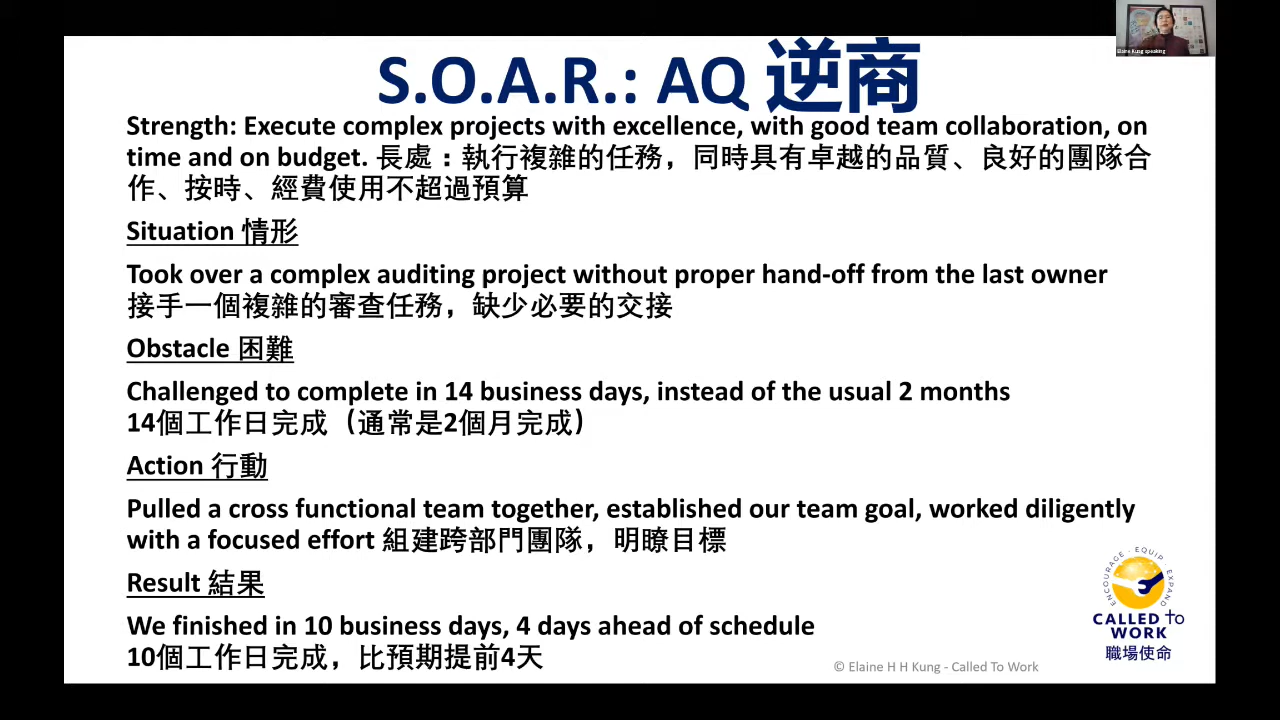 Elaine Kung speaking
S.O.A.R.: AQ 逆商
Strength: Execute complex projects with excellence, with good team collaboration, on
time and on budget. 長處：執行複雜的任務，同時具有卓越的品質、良好的團隊合
作、按時、經費使用不超過預算
Situation 情形
Took over a complex auditing project without proper hand-off from the last owner
接手一個複雜的審查任務，缺少必要的交接
Obstacle 困難
Challenged to complete in 14 business days, instead of the usual 2 months
14個工作日完成（通常是2個月完成）
Action 行動
Pulled a cross functional team together, established our team goal, worked diligently
with a focused effort 組建跨部門團隊，明瞭目標
Result 結果
We finished in 10 business days, 4 days ahead of schedule
10個工作日完成，比預期提前4天
ENCOURAGE · EQUIP · EXPAND
CALLED TO
WORK
職場使命
© Elaine H H Kung - Called To Work